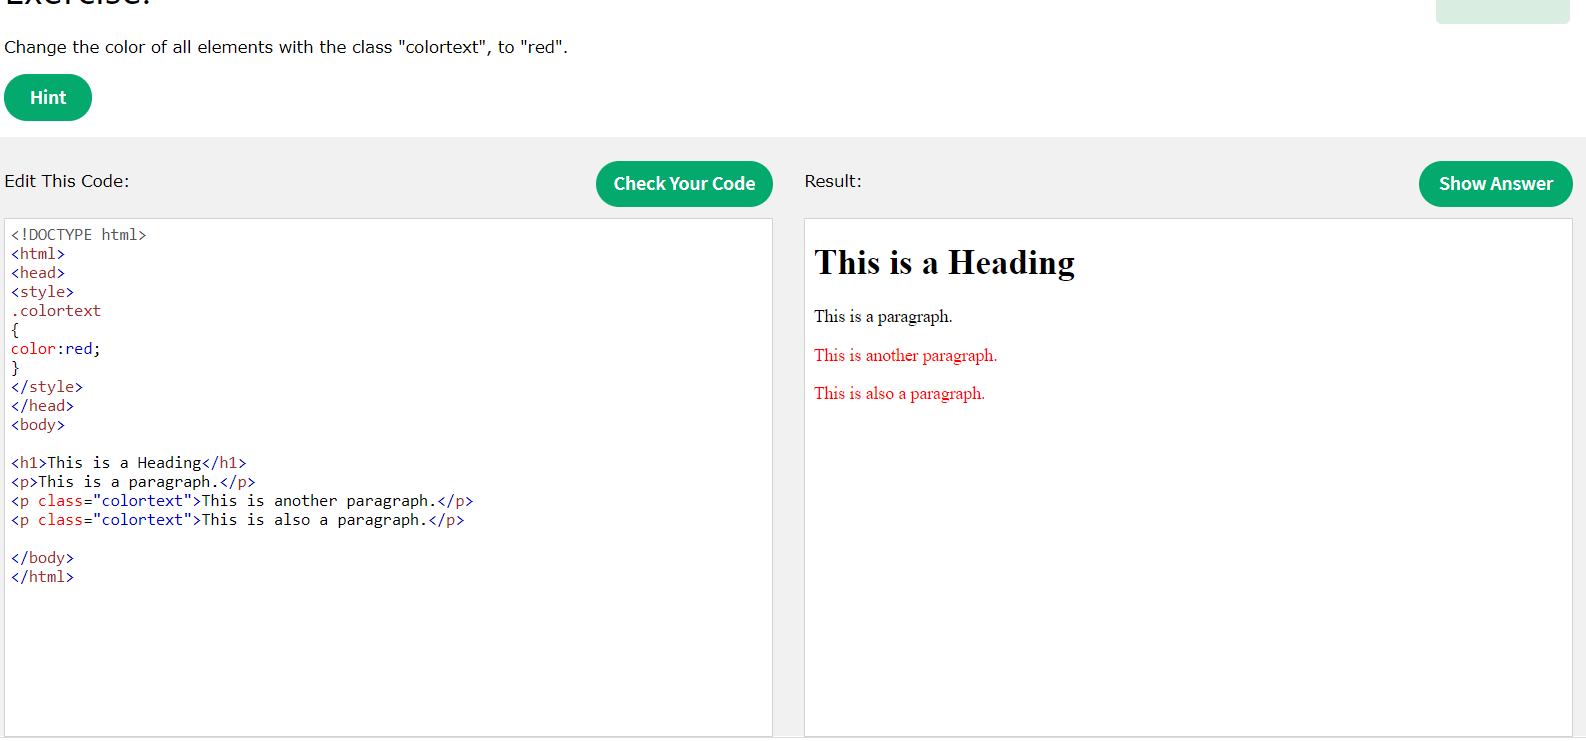 Exercise:
Change the color of all elements with the class "colortext", to "red".
Hint
Edit This Code:
Check Your Code
<!DOCTYPE html>
<html>
<head>
<style>
.colortext
{
color:red;
}
</style>
</head>
<body>
<h1>This is a Heading</h1>
<p>This is a paragraph.</p>
<p class="colortext">This is another paragraph.</p>
<p class="colortext">This is also a paragraph.</p>
</body>
</html>
Result:
Show Answer
This is a Heading
This is a paragraph.
This is another paragraph.
This is also a paragraph.